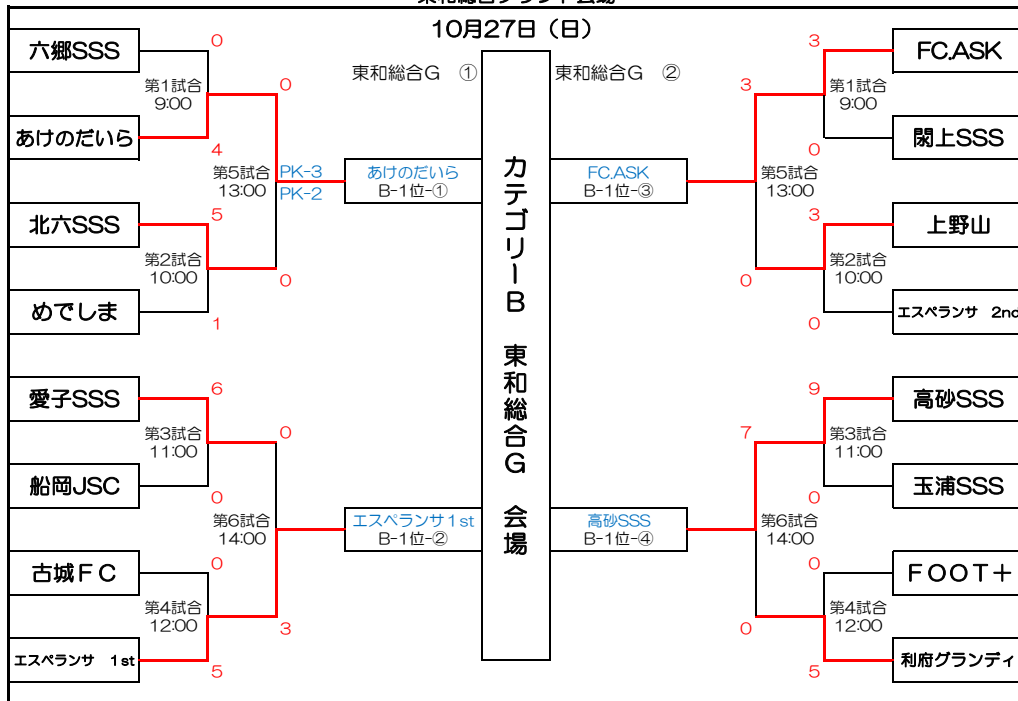 10月27日（日）
東和総合G ①
東和総合G ②
カテゴリーB 東和総合G 会場
六郷SSS
0
第1試合
9:00
0
あけのだいら
4
第5試合
13:00
PK-3
PK-2
あけのだいら
B-1位-①
北六SSS
5
第2試合
10:00
0
めでしま
1
愛子SSS
6
第3試合
11:00
0
船岡JSC
0
第6試合
14:00
エスペランサ1st
B-1位-②
古城FC
0
第4試合
12:00
3
エスペランサ 1st
5
FC.ASK
3
第1試合
9:00
3
閖上SSS
0
第5試合
13:00
FC.ASK
B-1位-③
上野山
3
第2試合
10:00
0
エスペランサ 2nd
0
高砂SSS
9
第3試合
11:00
7
玉浦SSS
0
第6試合
14:00
高砂SSS
B-1位-④
FOOT＋
0
第4試合
12:00
0
利府グランディ
5